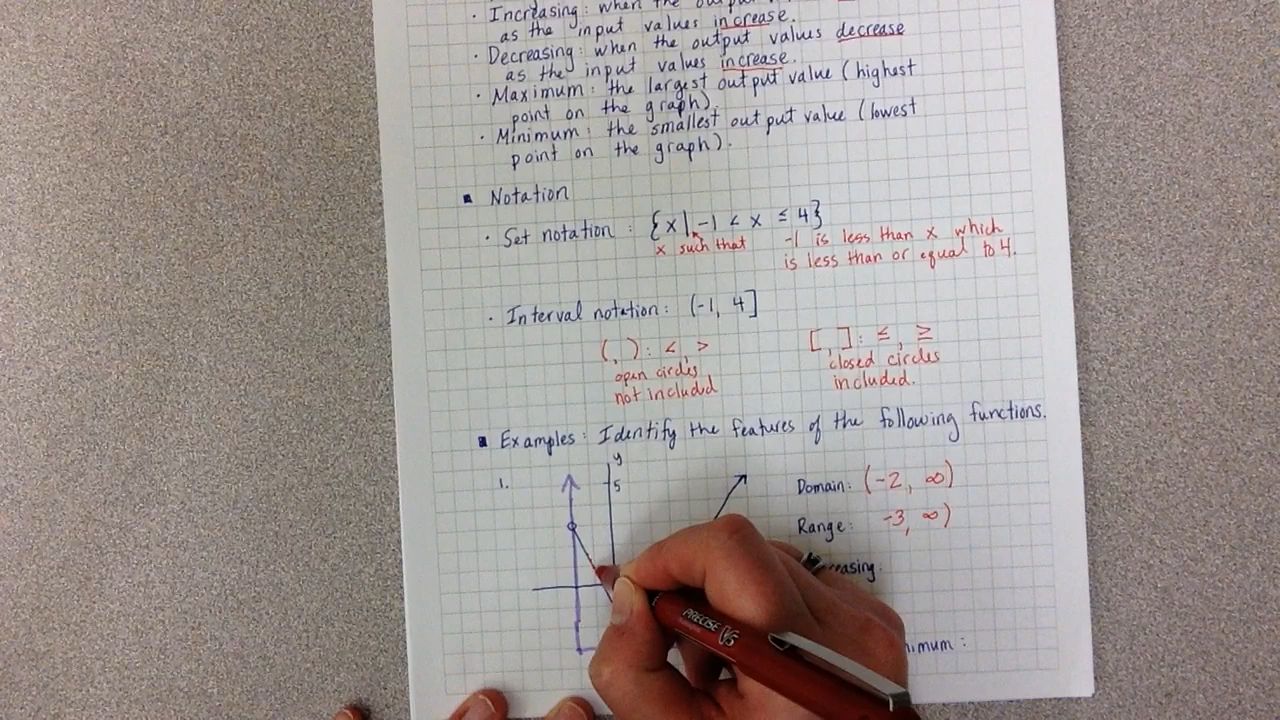 · Increasing: when the output
as the input values increase.
· Decreasing: when the output values decrease
as the input values increase.
· Maximum: the largest output value (highest
point on the graph).
· Minimum: the smallest output value (lowest
point on the graph).
▪ Notation
· Set notation: {x|-1 < x ≤ 4}
x such that
-1 is less than x which
is less than or equal to 4.
· Interval notation: (-1, 4]
( , ): < , >
open circles
not included
[ , ]: ≤ , ≥
closed circles
included.
▪ Examples: Identify the features of the following functions.
1.
y
5
Domain: (-2, ∞)
Range: -3, ∞)
reasing:
nimum:
PRECISE V5